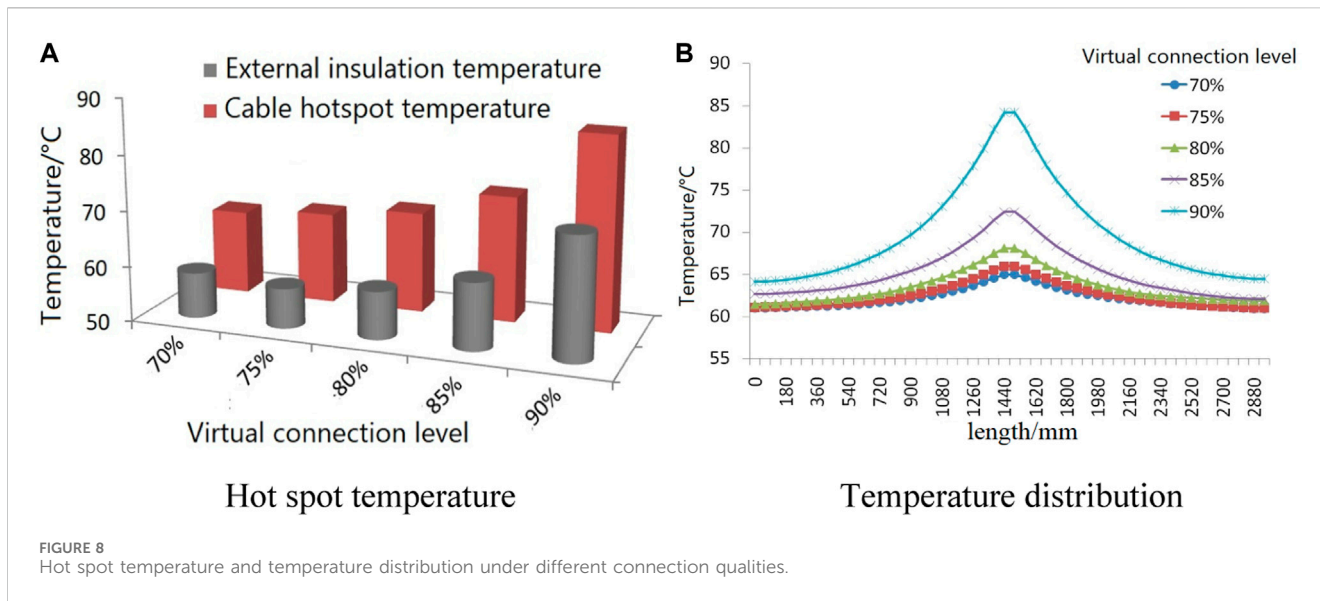 A
External insulation temperature
Cable hotspot temperature
Temperature/°C
90
80
70
60
50
70%
75%
80%
85%
90%
Virtual connection level
Hot spot temperature
B
Virtual connection level
70%
75%
80%
85%
90%
Temperature/°C
90
85
80
75
70
65
60
55
0 180 360 540 720 900 1080 1260 1440 1620 1800 1980 2160 2340 2520 2700 2880
length/mm
Temperature distribution
FIGURE 8
Hot spot temperature and temperature distribution under different connection qualities.